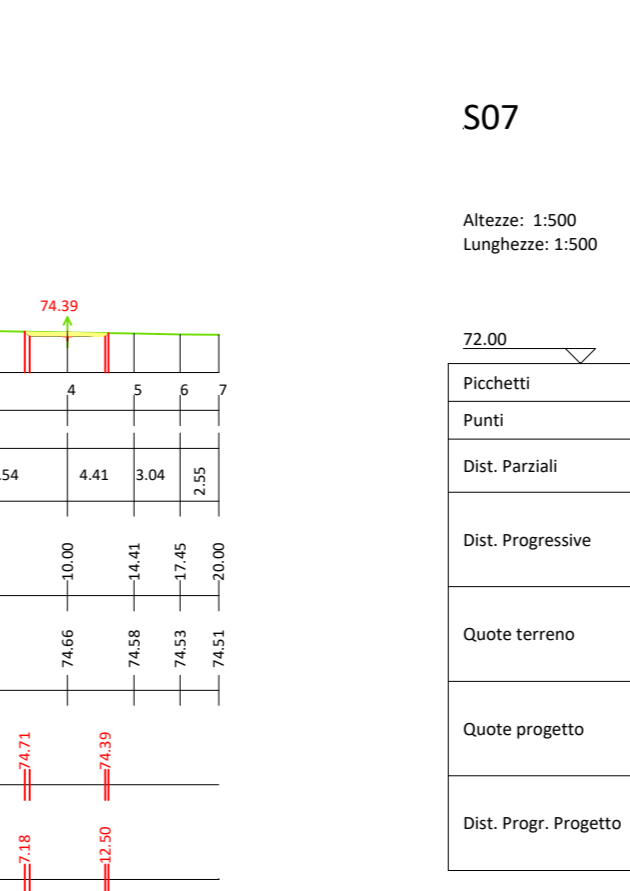 74.39
4 5 6 7
4.41 3.04 2.55
10.00 14.41 17.45 20.00
74.66 74.58 74.53 74.51
74.71 74.39
7.18 12.50
S07
Altezze: 1:500
Lunghezze: 1:500
72.00
Picchetti
Punti
Dist. Parziali
Dist. Progressive
Quote terreno
Quote progetto
Dist. Progr. Progetto